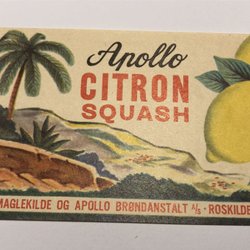 Apollo
CITRON
SQUASH
MAGLEKILDE OG APOLLO BRØNDANSTALT A/S · ROSKILDE